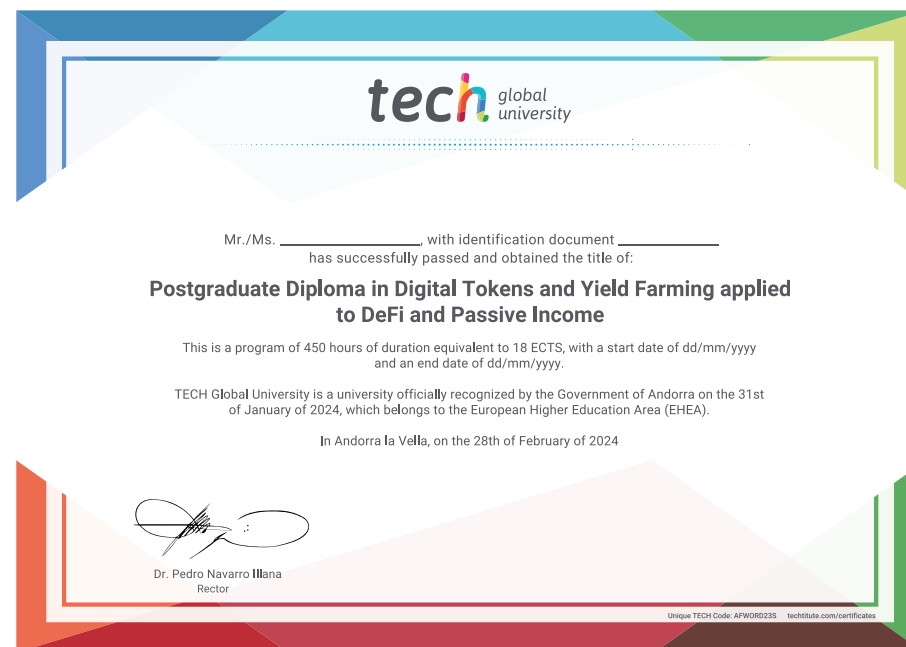 tech global
university
Mr./Ms. ____________, with identification document ____________
has successfully passed and obtained the title of:
Postgraduate Diploma in Digital Tokens and Yield Farming applied
to DeFi and Passive Income
This is a program of 450 hours of duration equivalent to 18 ECTS, with a start date of dd/mm/yyyy
and an end date of dd/mm/yyyy.
TECH Global University is a university officially recognized by the Government of Andorra on the 31st
of January of 2024, which belongs to the European Higher Education Area (EHEA).
In Andorra la Vella, on the 28th of February of 2024
Dr. Pedro Navarro Illana
Rector
Unique TECH Code: AFWORD23S techtitute.com/certificates